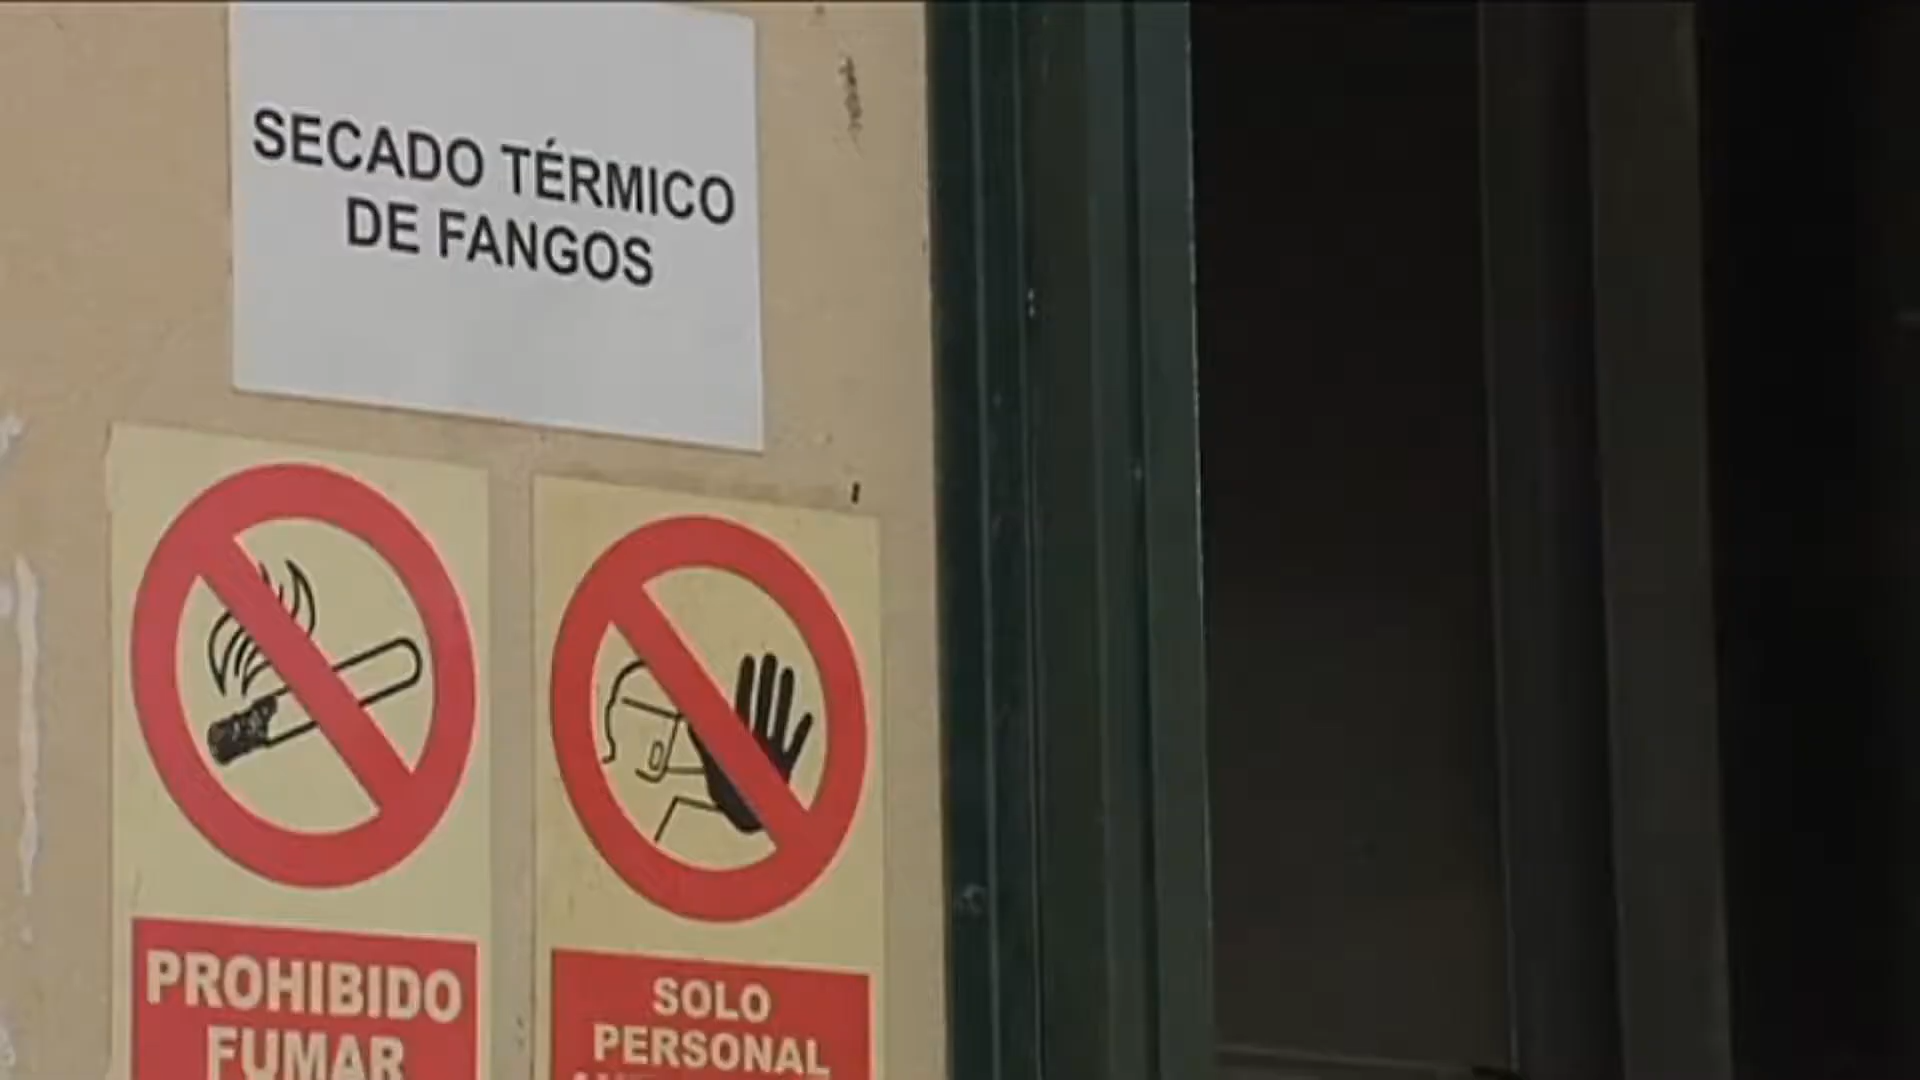 SECADO TÉRMICO
DE FANGOS
PROHIBIDO
FUMAR
SOLO
PERSONAL